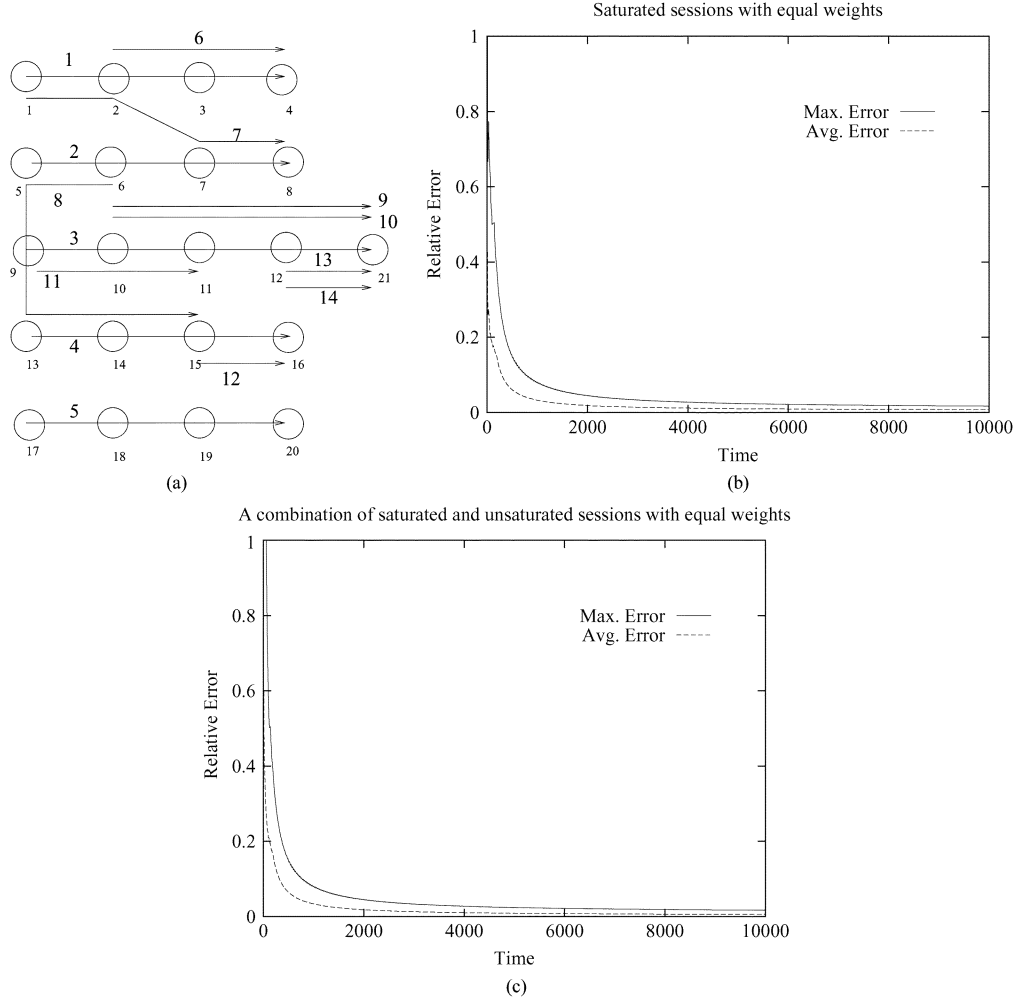 6
1
1 2 3 4
7
2
5 6 7 8
8
9
10
3
13
9 10 11 12 21
11
14
4
13 14 15 16
12
5
17 18 19 20
(a)
Saturated sessions with equal weights
1
0.8
0.6
0.4
0.2
0
Relative Error
Max. Error
Avg. Error
0 2000 4000 6000 8000 10000
Time
(b)
A combination of saturated and unsaturated sessions with equal weights
1
0.8
0.6
0.4
0.2
0
Relative Error
Max. Error
Avg. Error
0 2000 4000 6000 8000 10000
Time
(c)